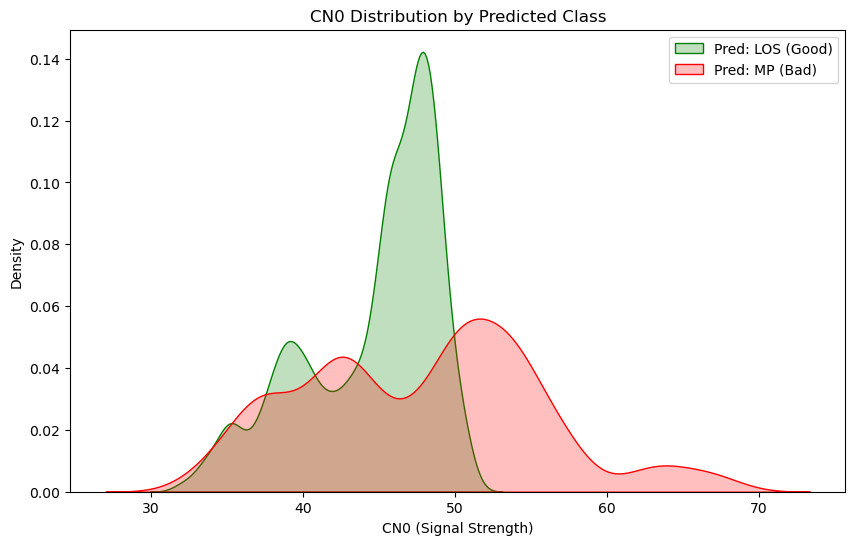 CN0 Distribution by Predicted Class
Pred: LOS (Good)
Pred: MP (Bad)
Density
0.14
0.12
0.10
0.08
0.06
0.04
0.02
0.00
30 40 50 60 70
CN0 (Signal Strength)